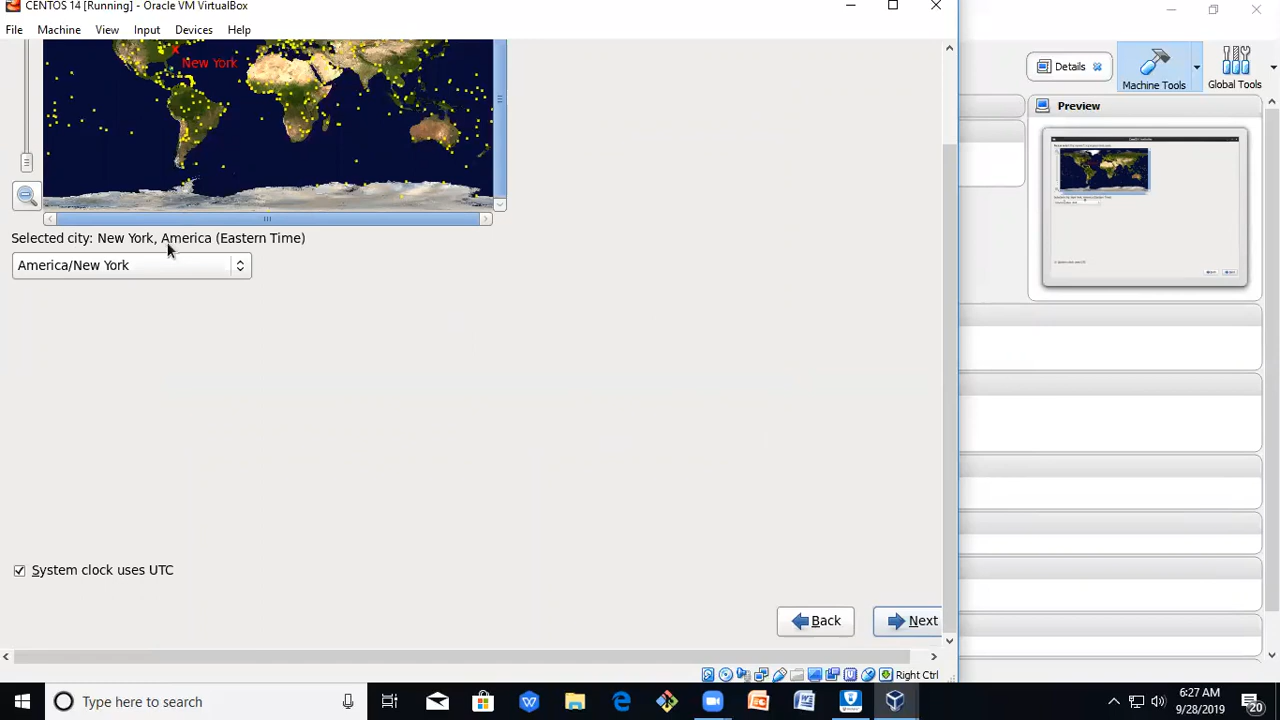 CENTOS 14 [Running] - Oracle VM VirtualBox
File Machine View Input Devices Help
New York
Selected city: New York, America (Eastern Time)
America/New York
System clock uses UTC
Back Next
Right Ctrl
Details
Machine Tools
Global Tools
Preview
Type here to search
6:27 AM
9/28/2019
20